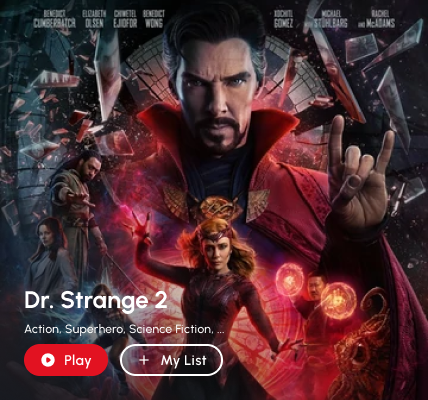 BENEDICT CUMBERBATCH ELIZABETH OLSEN CHIWETEL EJIOFOR BENEDICT WONG XOCHITL GOMEZ MICHAEL STUHLBARG AND RACHEL McADAMS
Dr. Strange 2
Action, Superhero, Science Fiction, ...
Play + My List